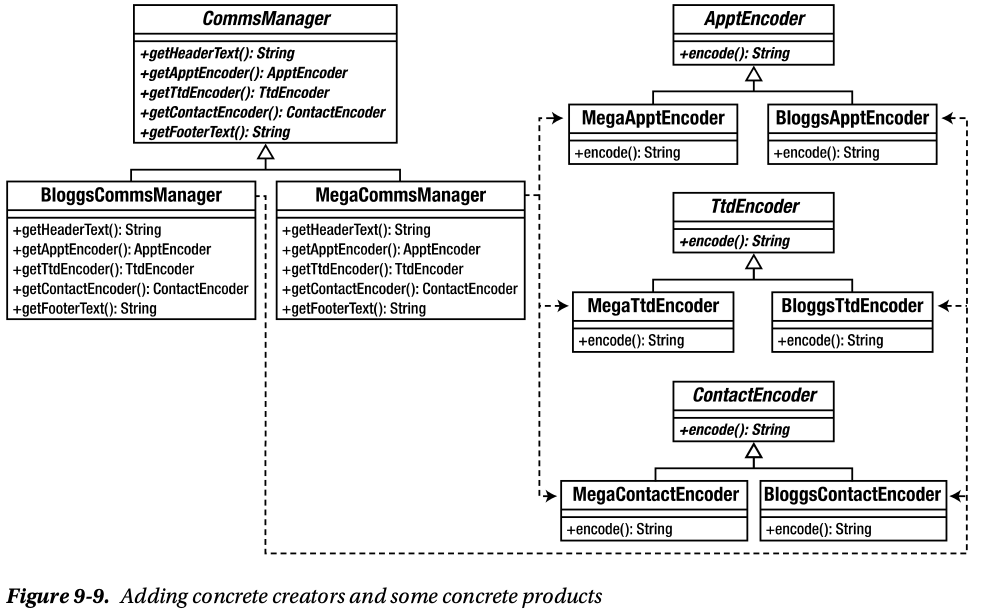 CommsManager
+getHeaderText(): String
+getApptEncoder(): ApptEncoder
+getTtdEncoder(): TtdEncoder
+getContactEncoder(): ContactEncoder
+getFooterText(): String
BloggsCommsManager
+getHeaderText(): String
+getApptEncoder(): ApptEncoder
+getTtdEncoder(): TtdEncoder
+getContactEncoder(): ContactEncoder
+getFooterText(): String
MegaCommsManager
+getHeaderText(): String
+getApptEncoder(): ApptEncoder
+getTtdEncoder(): TtdEncoder
+getContactEncoder(): ContactEncoder
+getFooterText(): String
ApptEncoder
+encode(): String
MegaApptEncoder
+encode(): String
BloggsApptEncoder
+encode(): String
TtdEncoder
+encode(): String
MegaTtdEncoder
+encode(): String
BloggsTtdEncoder
+encode(): String
ContactEncoder
+encode(): String
MegaContactEncoder
+encode(): String
BloggsContactEncoder
+encode(): String
Figure 9-9. Adding concrete creators and some concrete products